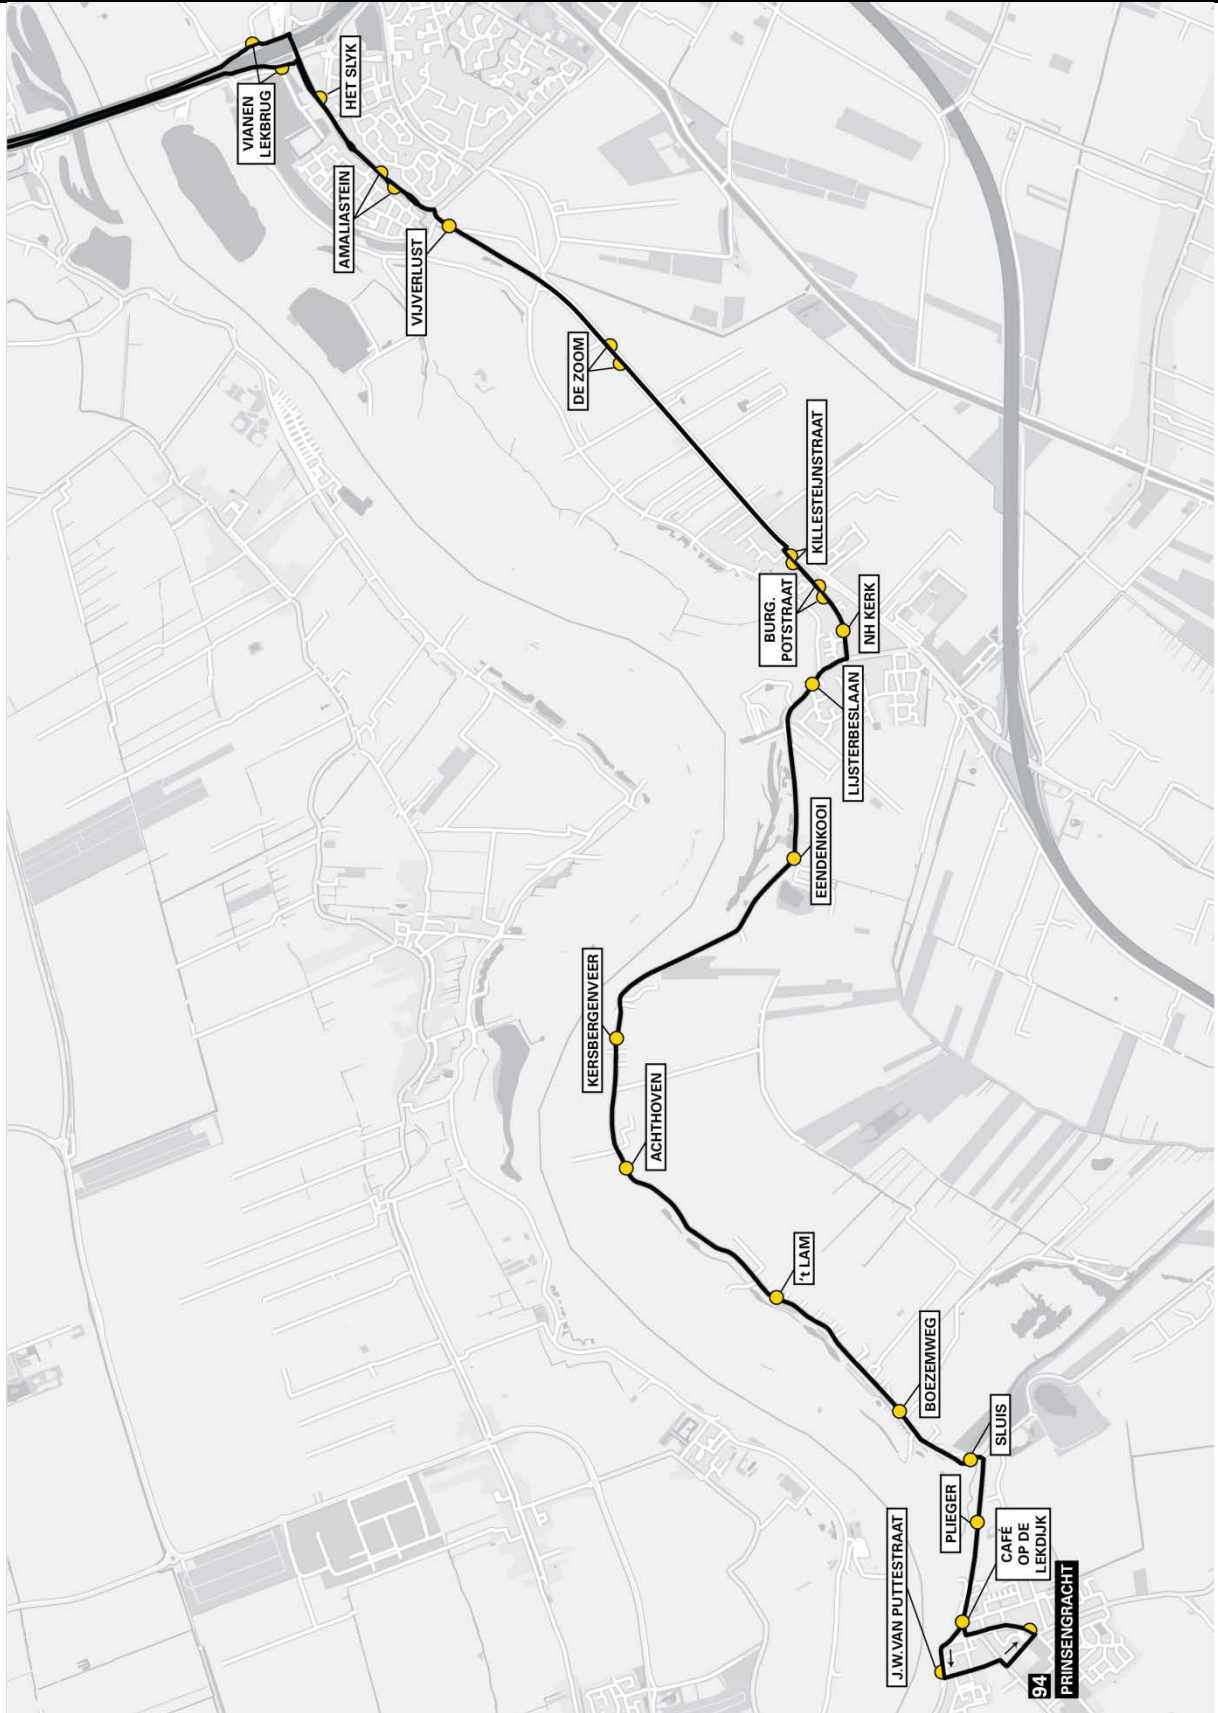 VIANEN
LEKBRUG
HET SLYK
AMALIASTEIN
VIJVERLUST
DE ZOOM
KILLESTEIJNSTRAAT
BURG.
POTSTRAAT
NH KERK
LIJSTERBESLAAN
EENDENKOOI
KERSBERGENVEER
ACHTHOVEN
't LAM
BOEZEMWEG
SLUIS
PLIEGER
CAFÉ
OP DE
LEKDIJK
J.W.VAN PUTTESTRAAT
94
PRINSENGRACHT